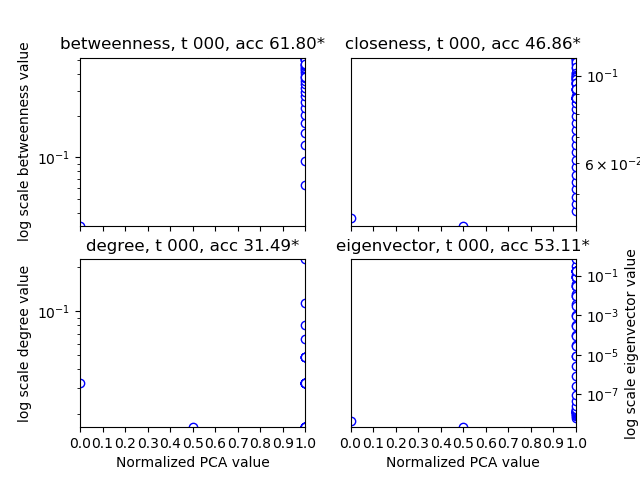 betweenness, t 000, acc 61.80*
closeness, t 000, acc 46.86*
log scale betweenness value
10⁻¹
10⁻¹
6 × 10⁻²
degree, t 000, acc 31.49*
eigenvector, t 000, acc 53.11*
log scale degree value
10⁻¹
10⁻¹
10⁻³
10⁻⁵
10⁻⁷
log scale eigenvector value
0.0 0.1 0.2 0.3 0.4 0.5 0.6 0.7 0.8 0.9 1.0
0.0 0.1 0.2 0.3 0.4 0.5 0.6 0.7 0.8 0.9 1.0
Normalized PCA value
Normalized PCA value